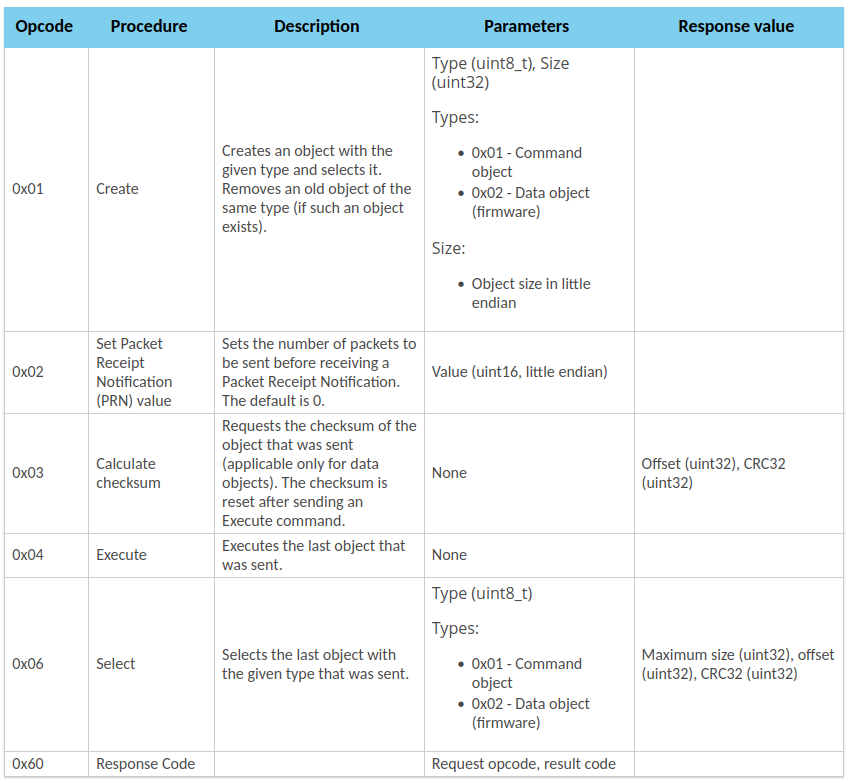 Opcode Procedure Description Parameters Response value
0x01
Create
Creates an object with the
given type and selects it.
Removes an old object of the
same type (if such an object
exists).
Type (uint8_t), Size
(uint32)
Types:
• 0x01 - Command
object
• 0x02 - Data object
(firmware)
Size:
• Object size in little
endian
0x02
Set Packet
Receipt
Notification
(PRN) value
Sets the number of packets to
be sent before receiving a
Packet Receipt Notification.
The default is 0.
Value (uint16, little endian)
0x03
Calculate
checksum
Requests the checksum of the
object that was sent
(applicable only for data
objects). The checksum is
reset after sending an
Execute command.
None
Offset (uint32), CRC32
(uint32)
0x04
Execute
Executes the last object that
was sent.
None
0x06
Select
Selects the last object with
the given type that was sent.
Type (uint8_t)
Types:
• 0x01 - Command
object
• 0x02 - Data object
(firmware)
Maximum size (uint32), offset
(uint32), CRC32 (uint32)
0x60
Response Code
Request opcode, result code